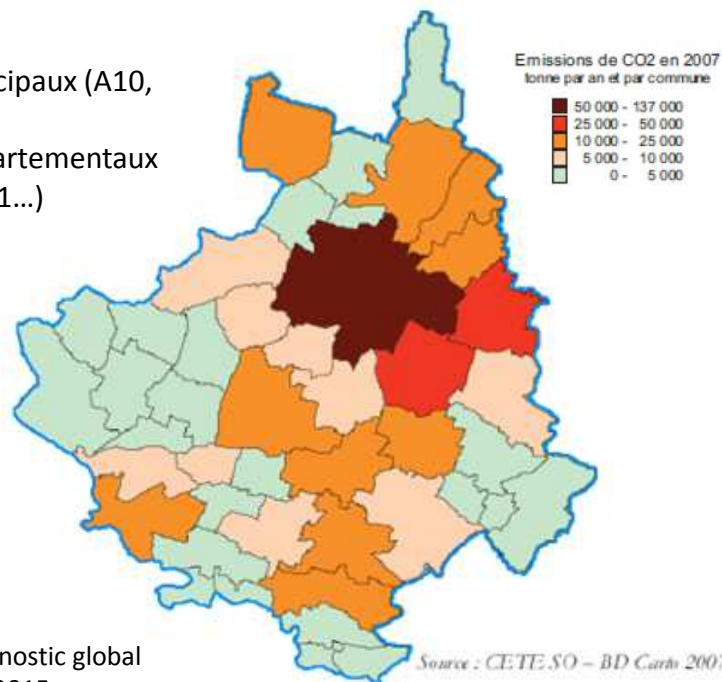 cipaux (A10,
artementaux
1…)
Emissions de CO2 en 2007
tonne par an et par commune
50 000 - 137 000
25 000 - 50 000
10 000 - 25 000
5 000 - 10 000
0 - 5 000
nostic global
Source : CETE SO – BD Carto 2007